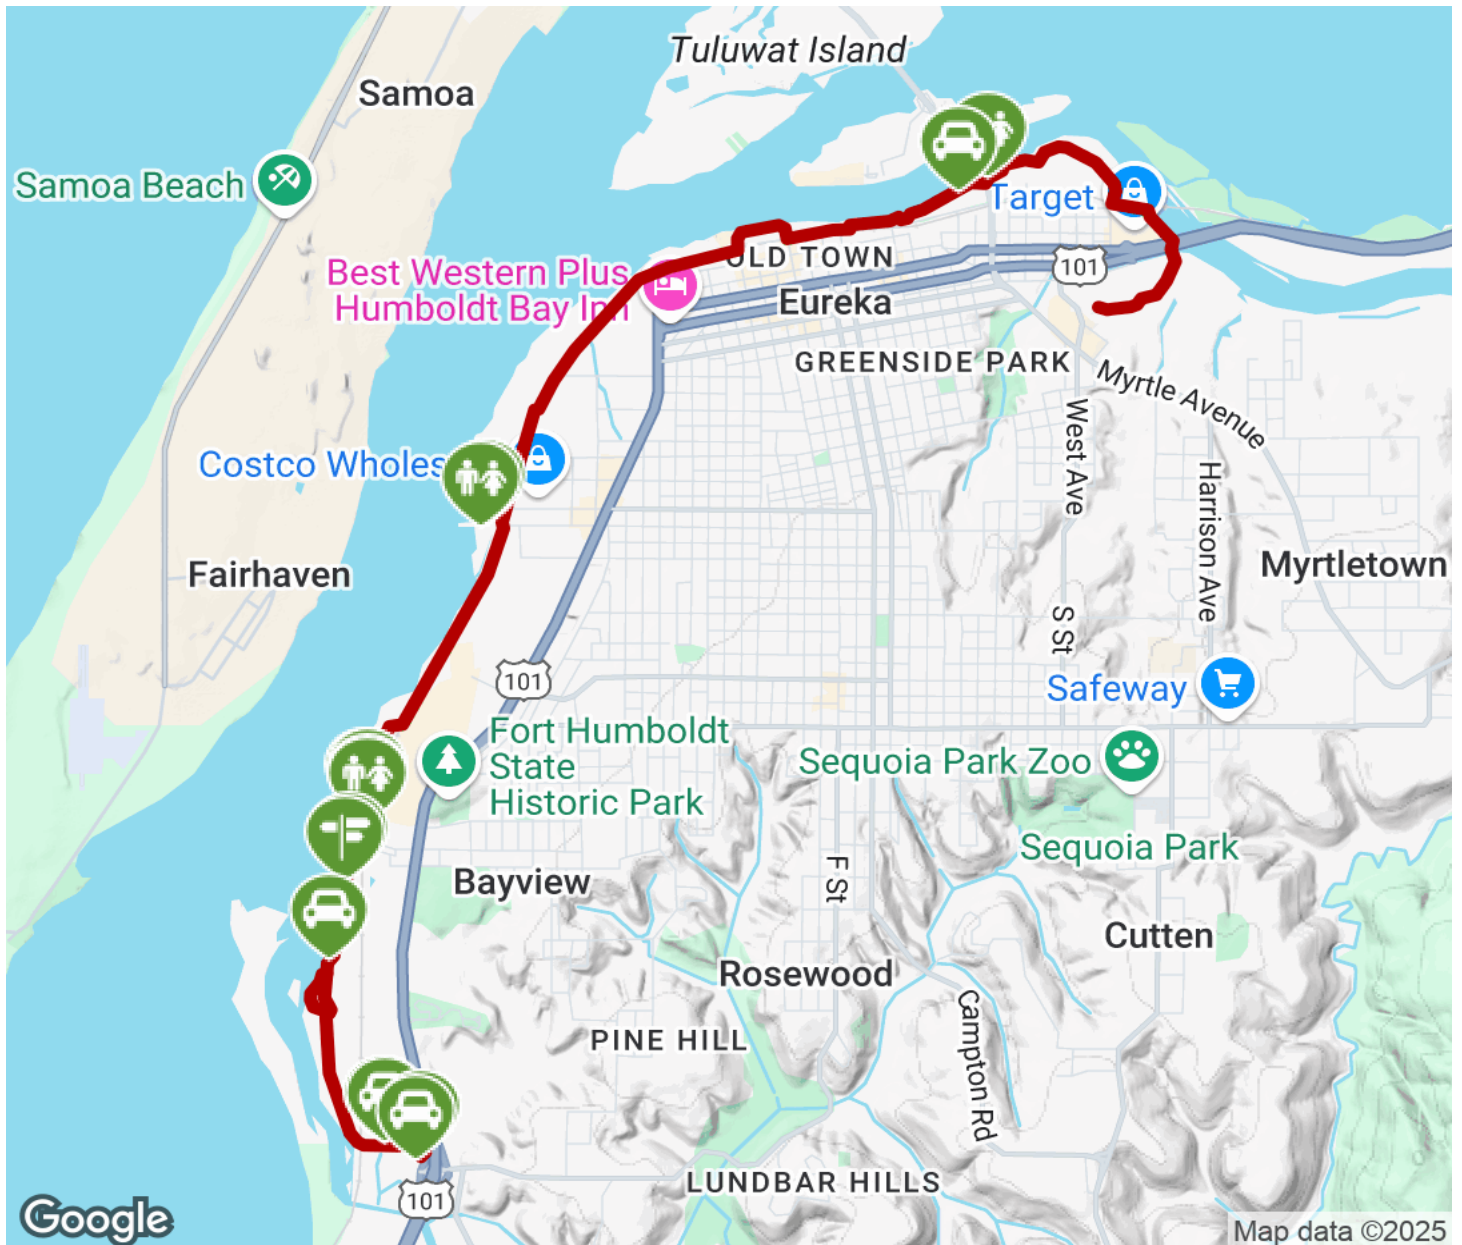 Tuluwat Island
Samoa
Samoa Beach
Target
OLD TOWN
101
Best Western Plus
Humboldt Bay Inn
Eureka
GREENSIDE PARK
Myrtle Avenue
West Ave
Costco Wholes
Harrison Ave
Fairhaven
Myrtletown
S St
101
Safeway
Fort Humboldt
State
Historic Park
Sequoia Park Zoo
Sequoia Park
F St
Bayview
Cutten
Rosewood
Campton Rd
PINE HILL
LUNDBAR HILLS
101
Google
Map data ©2025